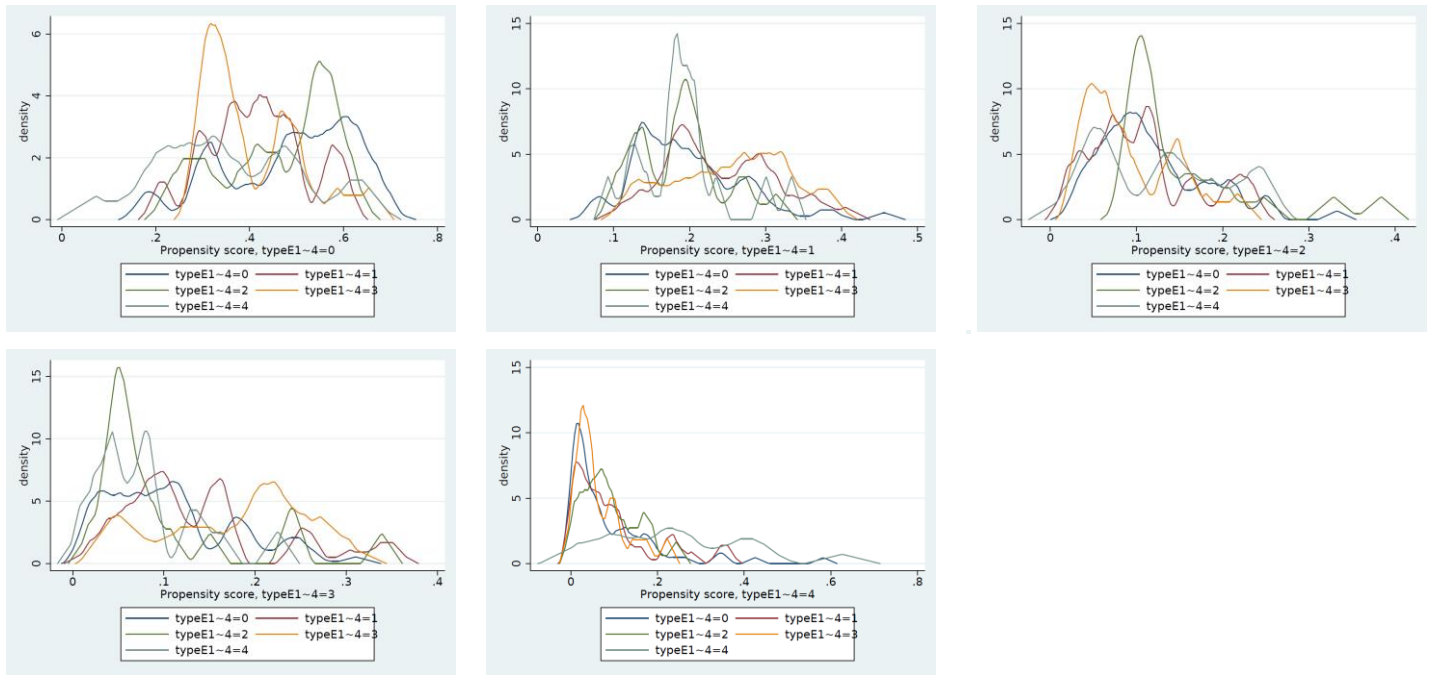 density
0
2
4
6
0
.2
.4
.6
.8
Propensity score, typeE1~4=0
typeE1~4=0
typeE1~4=1
typeE1~4=2
typeE1~4=3
typeE1~4=4
density
0
5
10
15
0
.1
.2
.3
.4
.5
Propensity score, typeE1~4=1
typeE1~4=0
typeE1~4=1
typeE1~4=2
typeE1~4=3
typeE1~4=4
density
0
5
10
15
0
.1
.2
.3
.4
Propensity score, typeE1~4=2
typeE1~4=0
typeE1~4=1
typeE1~4=2
typeE1~4=3
typeE1~4=4
density
0
5
10
15
0
.1
.2
.3
.4
Propensity score, typeE1~4=3
typeE1~4=0
typeE1~4=1
typeE1~4=2
typeE1~4=3
typeE1~4=4
density
0
5
10
15
0
.2
.4
.6
.8
Propensity score, typeE1~4=4
typeE1~4=0
typeE1~4=1
typeE1~4=2
typeE1~4=3
typeE1~4=4